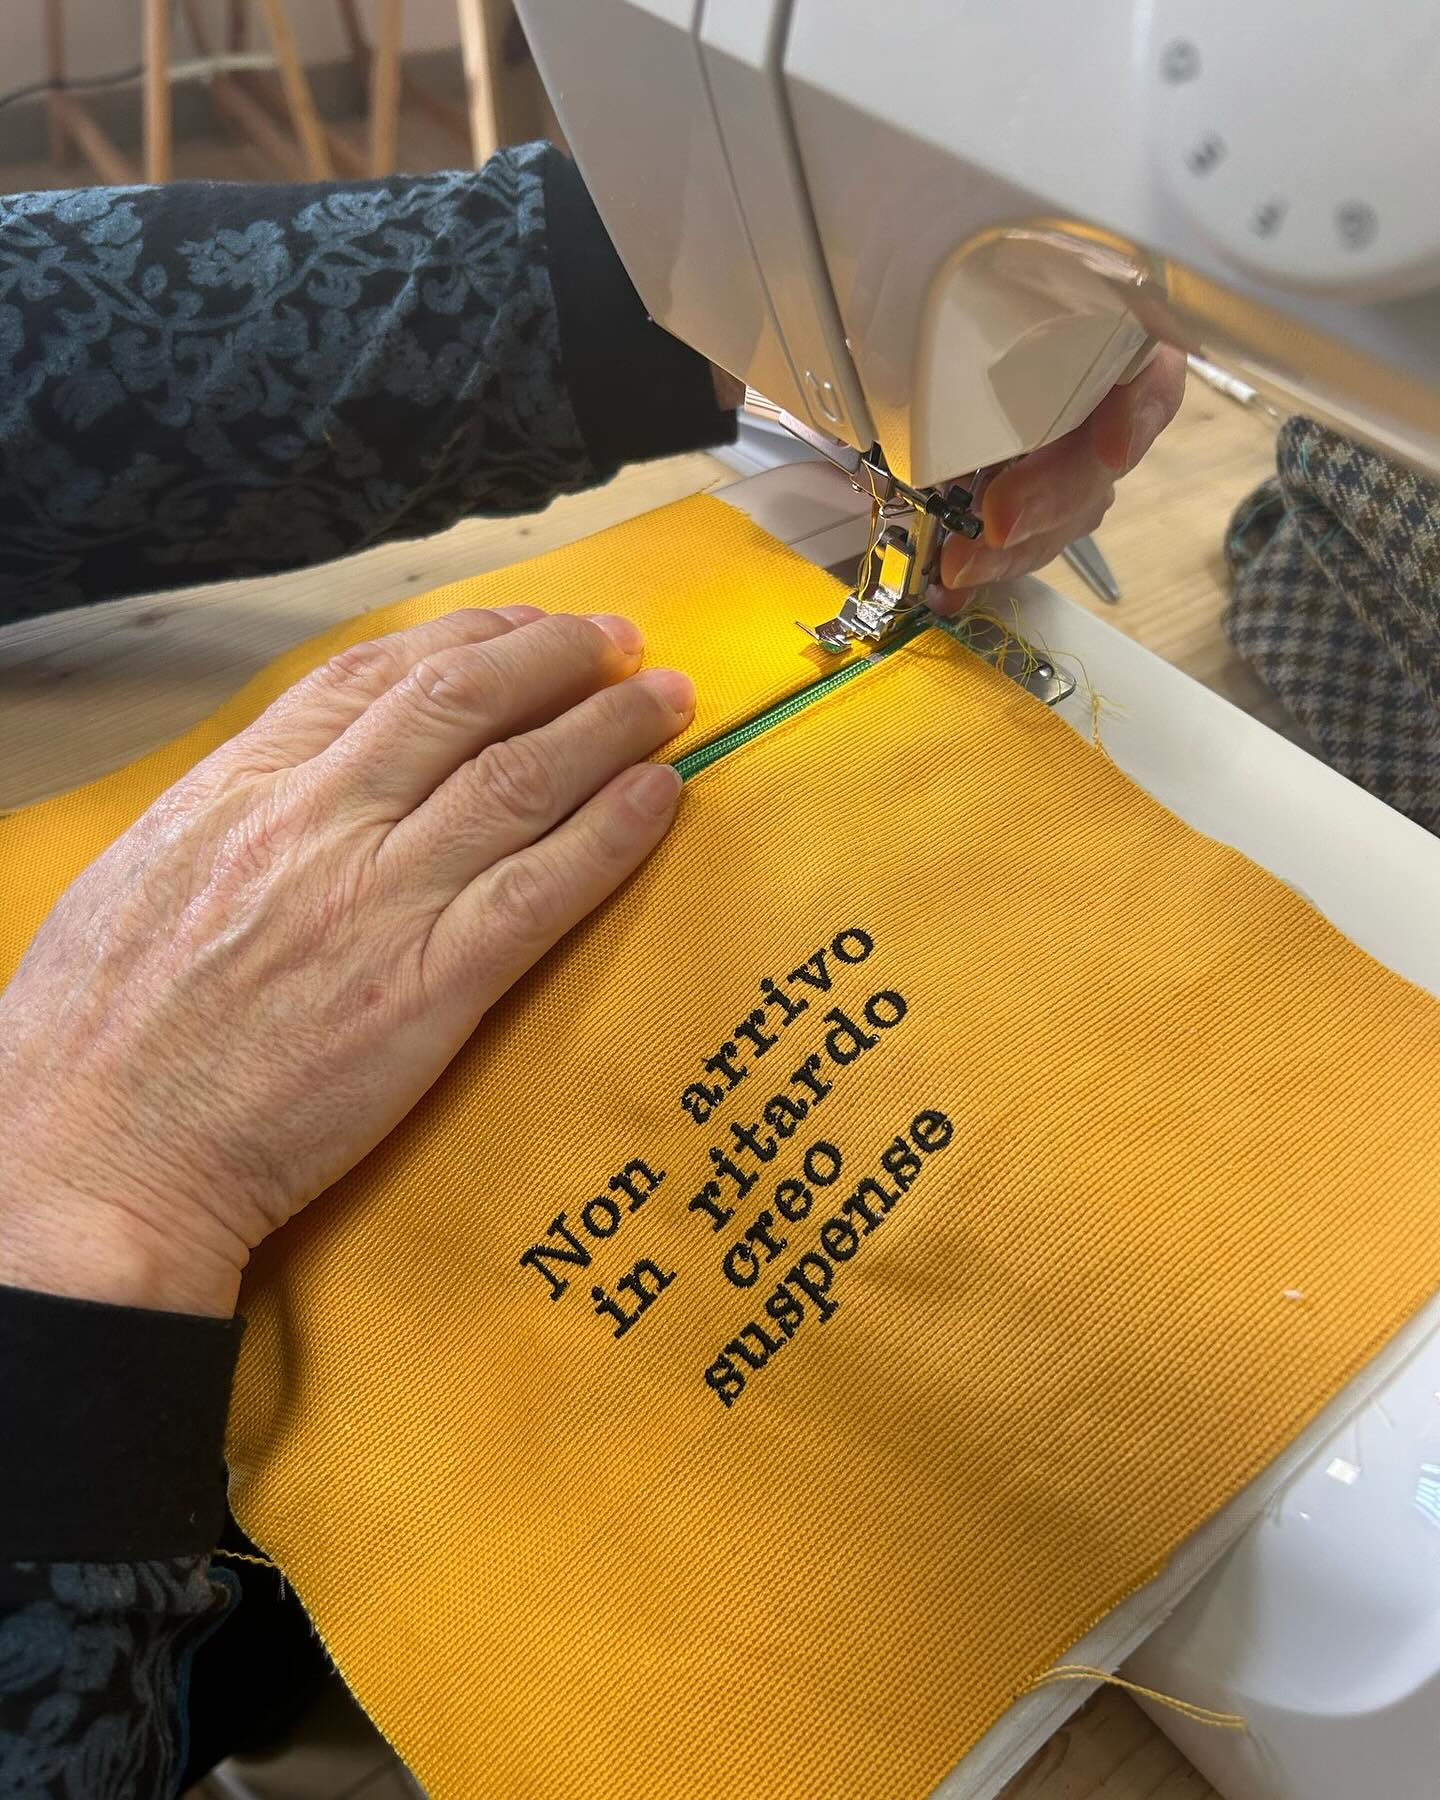 Non arrivo
in ritardo
creo
suspense